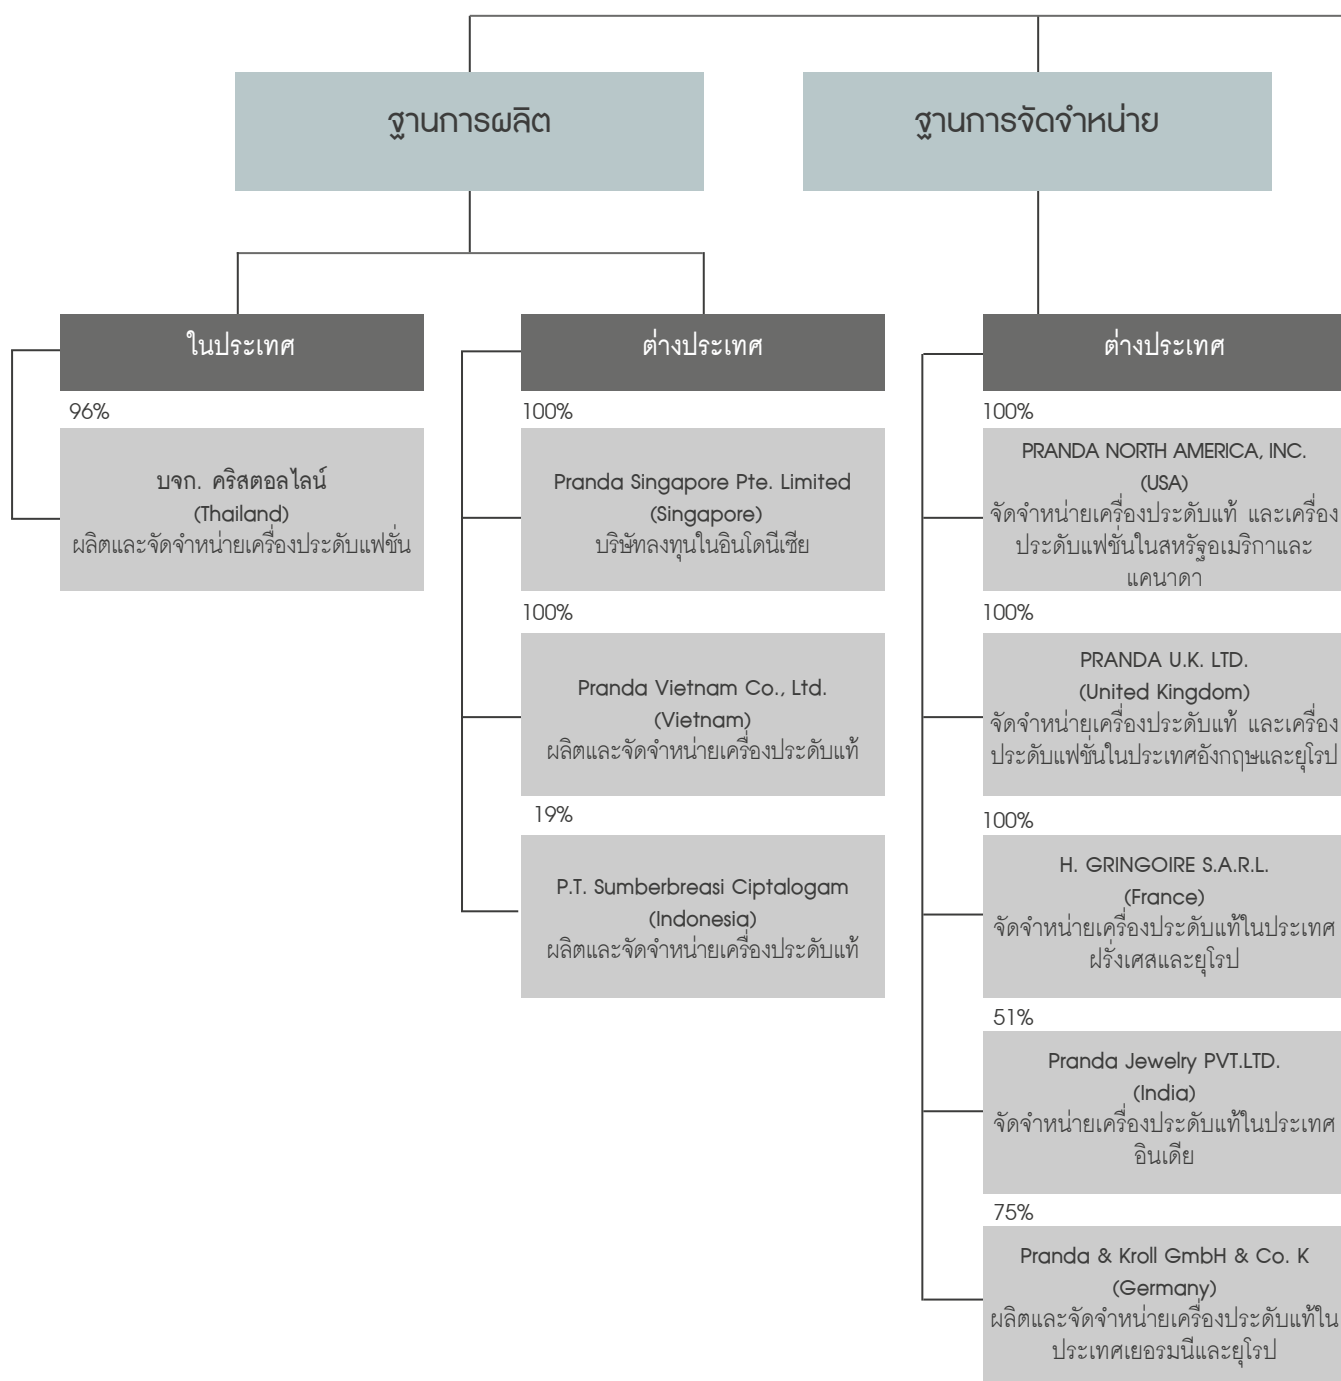 ฐานการผลิต
ฐานการจัดจำหน่าย
ในประเทศ
96%
บจก. คริสตอลไลน์
(Thailand)
ผลิตและจัดจำหน่ายเครื่องประดับแฟชั่น
ต่างประเทศ
100%
Pranda Singapore Pte. Limited
(Singapore)
บริษัทลงทุนในอินโดนีเซีย
100%
Pranda Vietnam Co., Ltd.
(Vietnam)
ผลิตและจัดจำหน่ายเครื่องประดับแท้
19%
P.T. Sumberbreasi Ciptalogam
(Indonesia)
ผลิตและจัดจำหน่ายเครื่องประดับแท้
ต่างประเทศ
100%
PRANDA NORTH AMERICA, INC.
(USA)
จัดจำหน่ายเครื่องประดับแท้ และเครื่อง
ประดับแฟชั่นในสหรัฐอเมริกาและ
แคนาดา
100%
PRANDA U.K. LTD.
(United Kingdom)
จัดจำหน่ายเครื่องประดับแท้ และเครื่อง
ประดับแฟชั่นในประเทศอังกฤษและยุโรป
100%
H. GRINGOIRE S.A.R.L.
(France)
จัดจำหน่ายเครื่องประดับแท้ในประเทศ
ฝรั่งเศสและยุโรป
51%
Pranda Jewelry PVT.LTD.
(India)
จัดจำหน่ายเครื่องประดับแท้ในประเทศ
อินเดีย
75%
Pranda & Kroll GmbH & Co. K
(Germany)
ผลิตและจัดจำหน่ายเครื่องประดับแท้ใน
ประเทศเยอรมนีและยุโรป